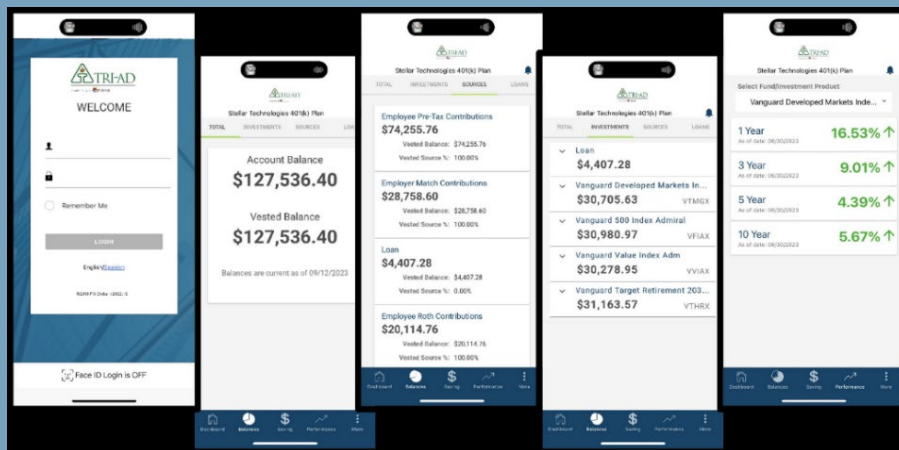 TRI-AD
WELCOME
Remember Me
LOGIN
English/Spanish
Face ID Login is OFF
TRI-AD
Stellar Technologies 401(k) Plan
TOTAL INVESTMENTS SOURCES LOANS
Account Balance
$127,536.40
Vested Balance
$127,536.40
Balances are current as of 09/12/2023
Dashboard Balances Saving Performance More
TRI-AD
Stellar Technologies 401(k) Plan
TOTAL INVESTMENTS SOURCES LOANS
Employee Pre-Tax Contributions
$74,255.76
Vested Balance: $74,255.76
Vested Source %: 100.00%
Employer Match Contributions
$28,758.60
Vested Balance: $28,758.60
Vested Source %: 100.00%
Loan
$4,407.28
Vested Balance: $4,407.28
Vested Source %: 0.00%
Employee Roth Contributions
$20,114.76
Vested Balance: $20,114.76
Vested Source %: 100.00%
Dashboard Balances Saving Performance More
TRI-AD
Stellar Technologies 401(k) Plan
TOTAL INVESTMENTS SOURCES LOANS
Loan
$4,407.28
Vanguard Developed Markets In...
$30,705.63 VTMGX
Vanguard 500 Index Admiral
$30,980.97 VFIAX
Vanguard Value Index Adm
$30,278.95 VVIAX
Vanguard Target Retirement 203...
$31,163.57 VTHRX
Dashboard Balances Saving Performance More
TRI-AD
Stellar Technologies 401(k) Plan
Select Fund/Investment Product
Vanguard Developed Markets Inde...
1 Year 16.53%
As of date: 06/30/2023
3 Year 9.01%
As of date: 06/30/2023
5 Year 4.39%
As of date: 06/30/2023
10 Year 5.67%
As of date: 06/30/2023
Dashboard Balances Saving Performance More